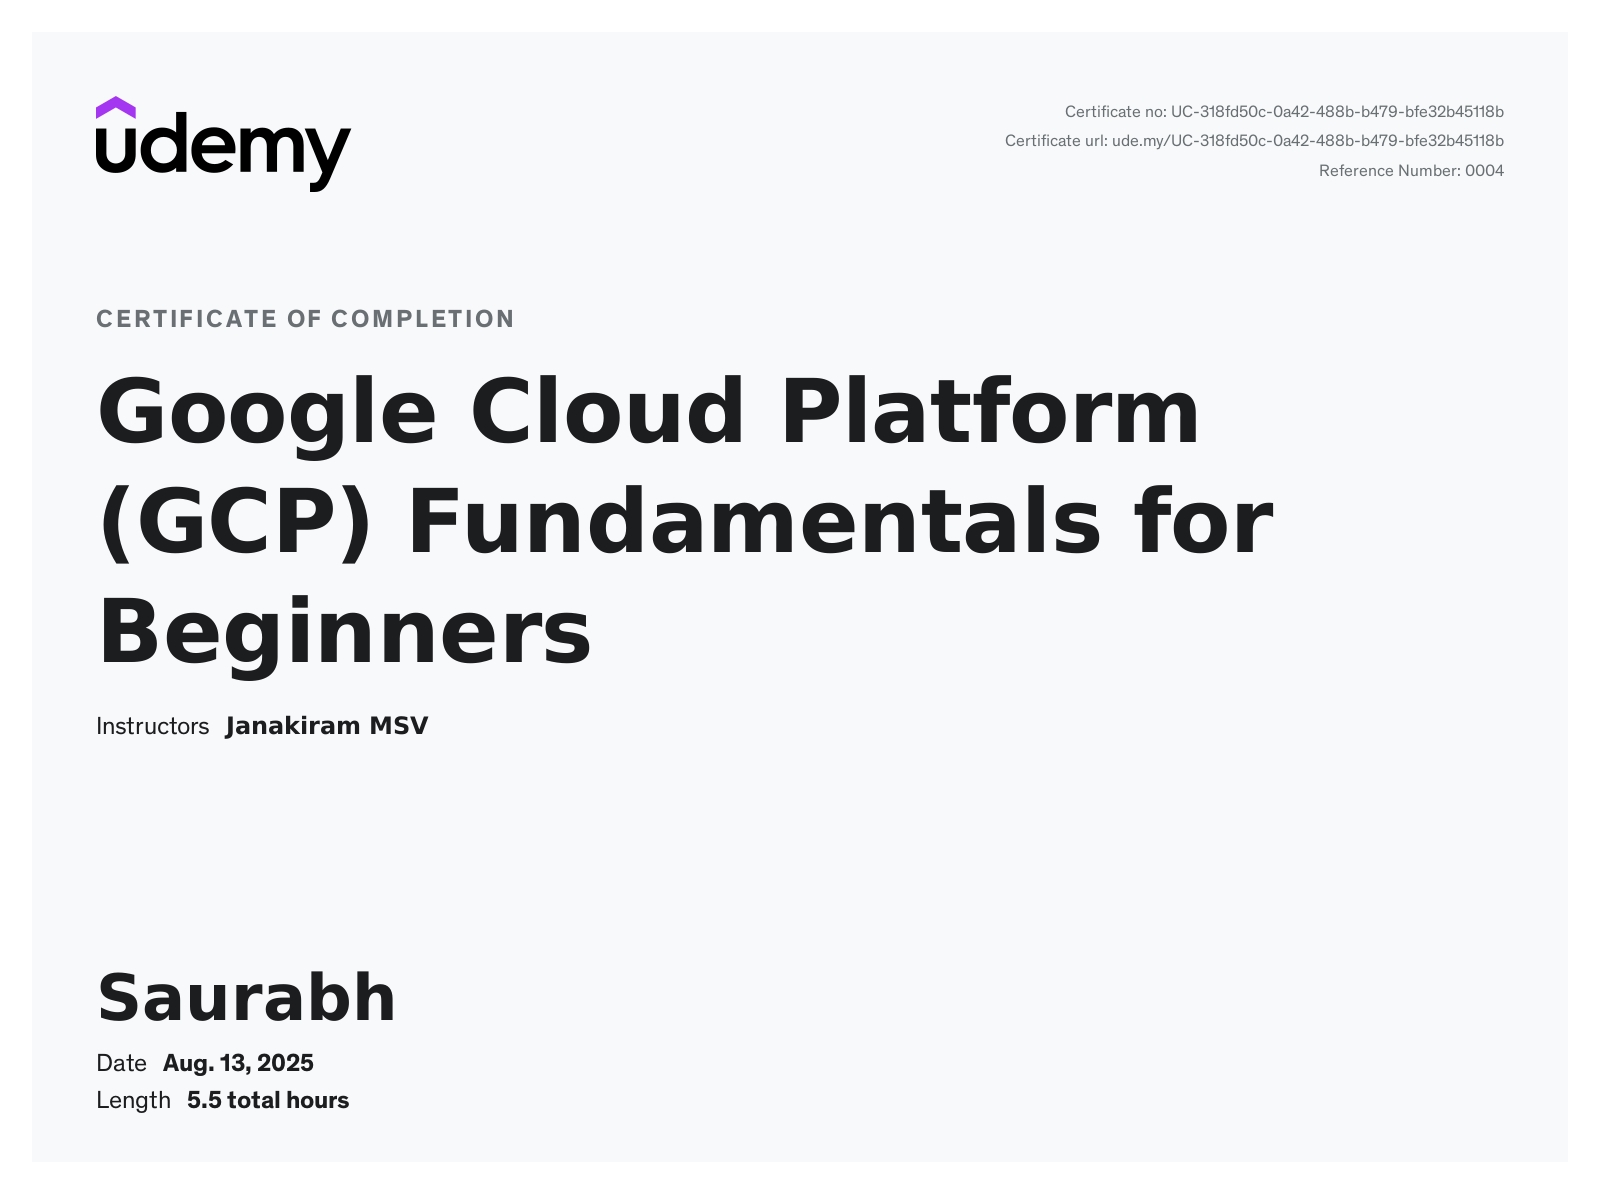 udemy
Certificate no: UC-318fd50c-0a42-488b-b479-bfe32b45118b
Certificate url: ude.my/UC-318fd50c-0a42-488b-b479-bfe32b45118b
Reference Number: 0004
CERTIFICATE OF COMPLETION
Google Cloud Platform
(GCP) Fundamentals for
Beginners
Instructors Janakiram MSV
Saurabh
Date Aug. 13, 2025
Length 5.5 total hours